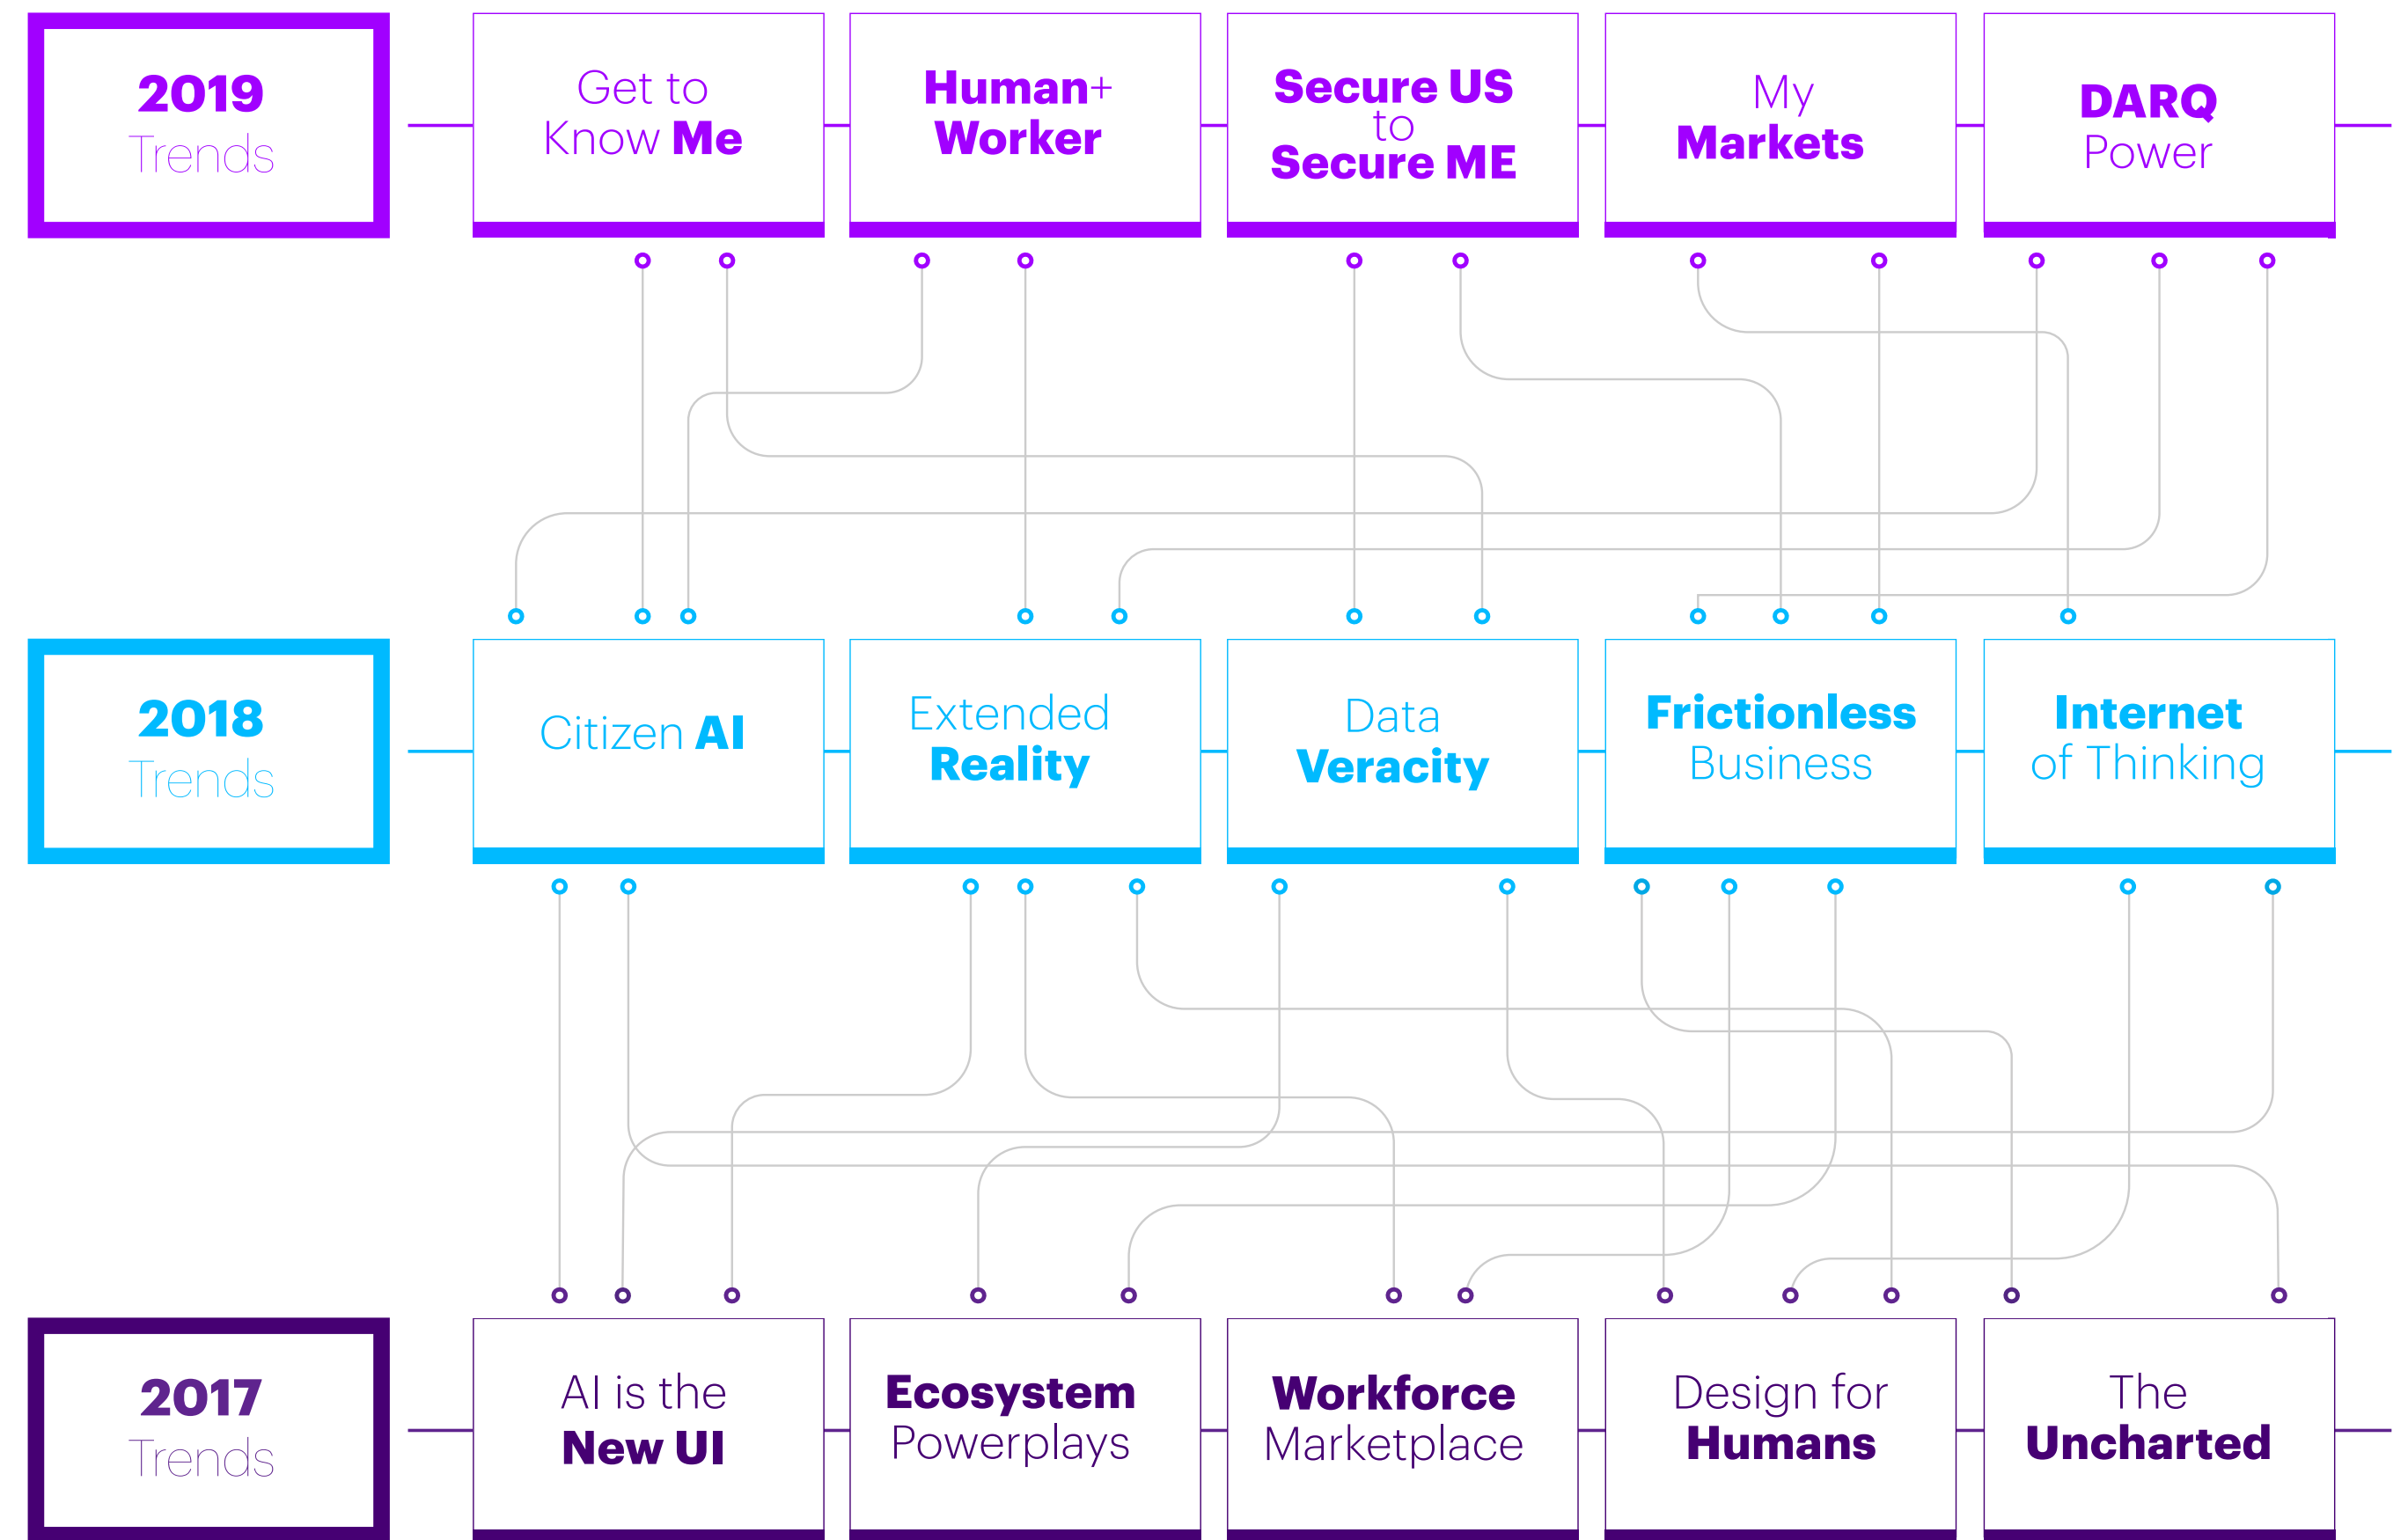 2019
Trends
Get to
Know Me
Human+
Worker
Secure US
to
Secure ME
My
Markets
DARQ
Power
2018
Trends
Citizen AI
Extended
Reality
Data
Veracity
Frictionless
Business
Internet
of Thinking
2017
Trends
AI is the
New UI
Ecosystem
Powerplays
Workforce
Marketplace
Design for
Humans
The
Uncharted